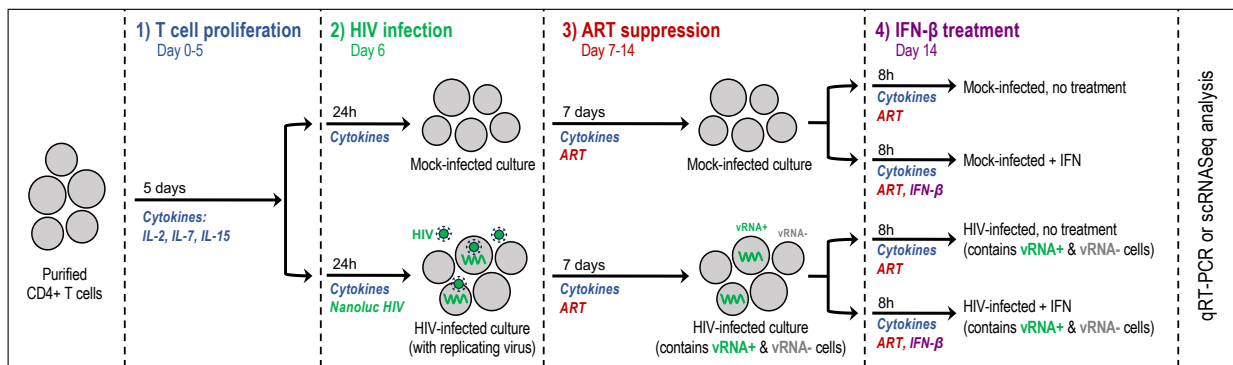 1) T cell proliferation
Day 0-5
2) HIV infection
Day 6
3) ART suppression
Day 7-14
4) IFN-β treatment
Day 14
Purified
CD4+ T cells
5 days
Cytokines:
IL-2, IL-7, IL-15
24h
Cytokines
Mock-infected culture
7 days
Cytokines
ART
Mock-infected culture
8h
Cytokines
ART
Mock-infected, no treatment
8h
Cytokines
ART, IFN-β
Mock-infected + IFN
24h
Cytokines
Nanoluc HIV
HIV
HIV-infected culture
(with replicating virus)
7 days
Cytokines
ART
vRNA+
vRNA-
HIV-infected culture
(contains vRNA+ & vRNA- cells)
8h
Cytokines
ART
HIV-infected, no treatment
(contains vRNA+ & vRNA- cells)
8h
Cytokines
ART, IFN-β
HIV-infected + IFN
(contains vRNA+ & vRNA- cells)
qRT-PCR or scRNASeq analysis